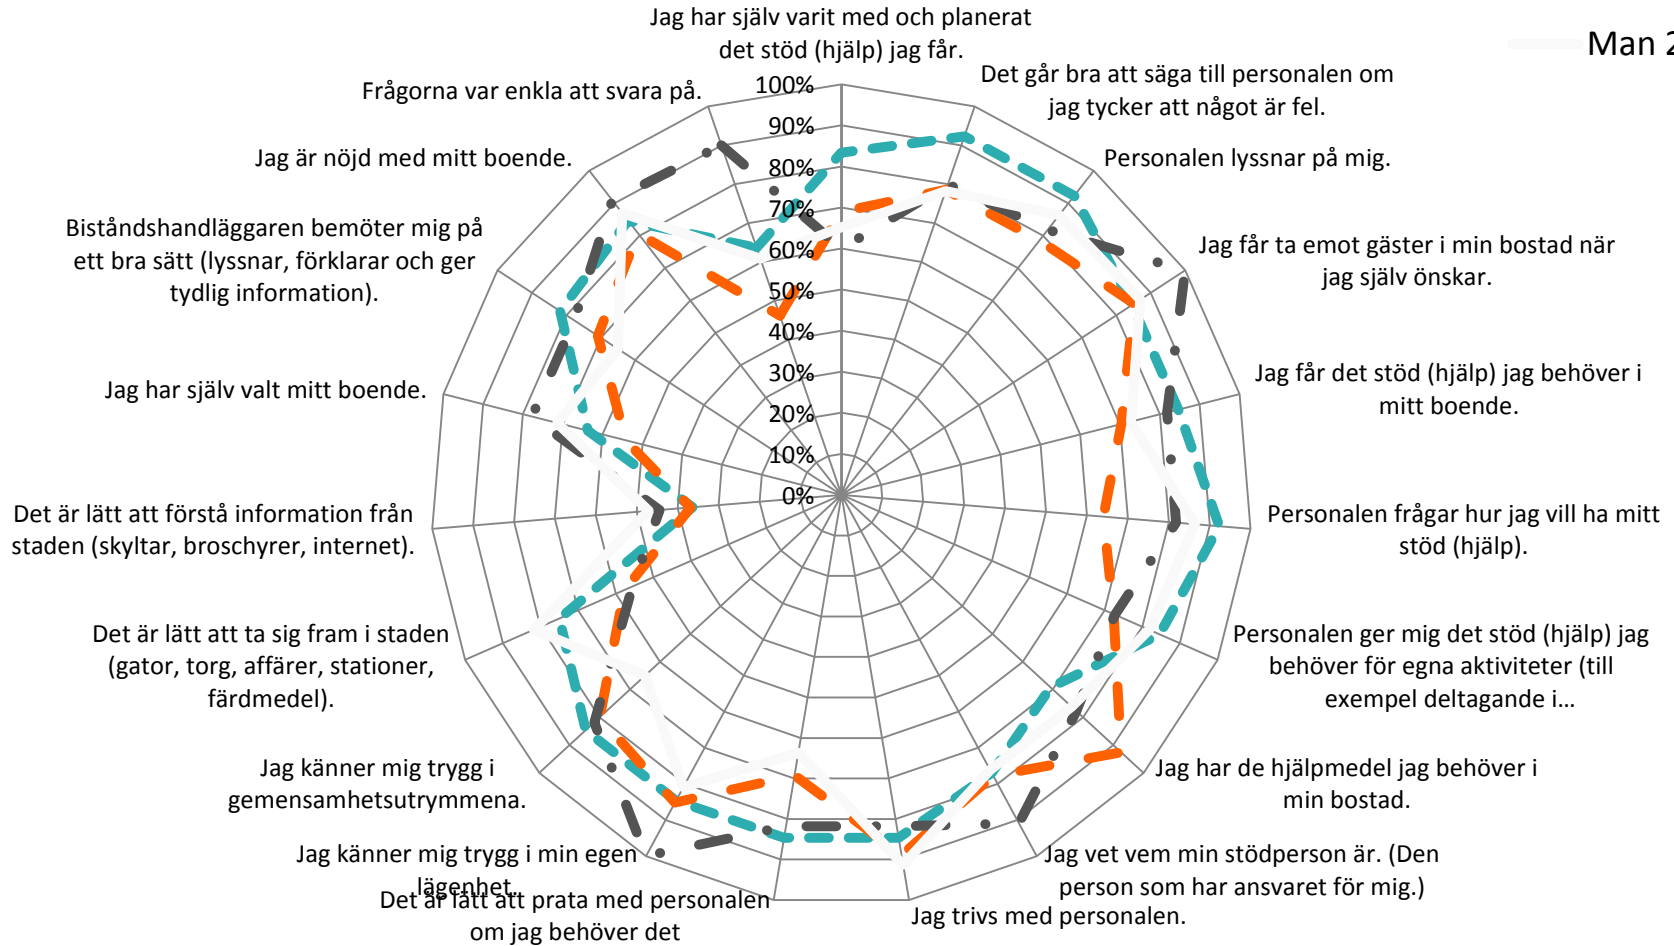 Jag har själv varit med och planerat
det stöd (hjälp) jag får.
Man 2
Det går bra att säga till personalen om
jag tycker att något är fel.
Personalen lyssnar på mig.
Jag får ta emot gäster i min bostad när
jag själv önskar.
Jag får det stöd (hjälp) jag behöver i
mitt boende.
Personalen frågar hur jag vill ha mitt
stöd (hjälp).
Personalen ger mig det stöd (hjälp) jag
behöver för egna aktiviteter (till
exempel deltagande i...
Jag har de hjälpmedel jag behöver i
min bostad.
Jag vet vem min stödperson är. (Den
person som har ansvaret för mig.)
Jag trivs med personalen.
Det är lätt att prata med personalen
om jag behöver det
Jag känner mig trygg i min egen
lägenhet.
Jag känner mig trygg i
gemensamhetsutrymmena.
Det är lätt att ta sig fram i staden
(gator, torg, affärer, stationer,
färdmedel).
Det är lätt att förstå information från
staden (skyltar, broschyrer, internet).
Jag har själv valt mitt boende.
Biståndshandläggaren bemöter mig på
ett bra sätt (lyssnar, förklarar och ger
tydlig information).
Jag är nöjd med mitt boende.
Frågorna var enkla att svara på.
100%
90%
80%
70%
60%
50%
40%
30%
20%
10%
0%